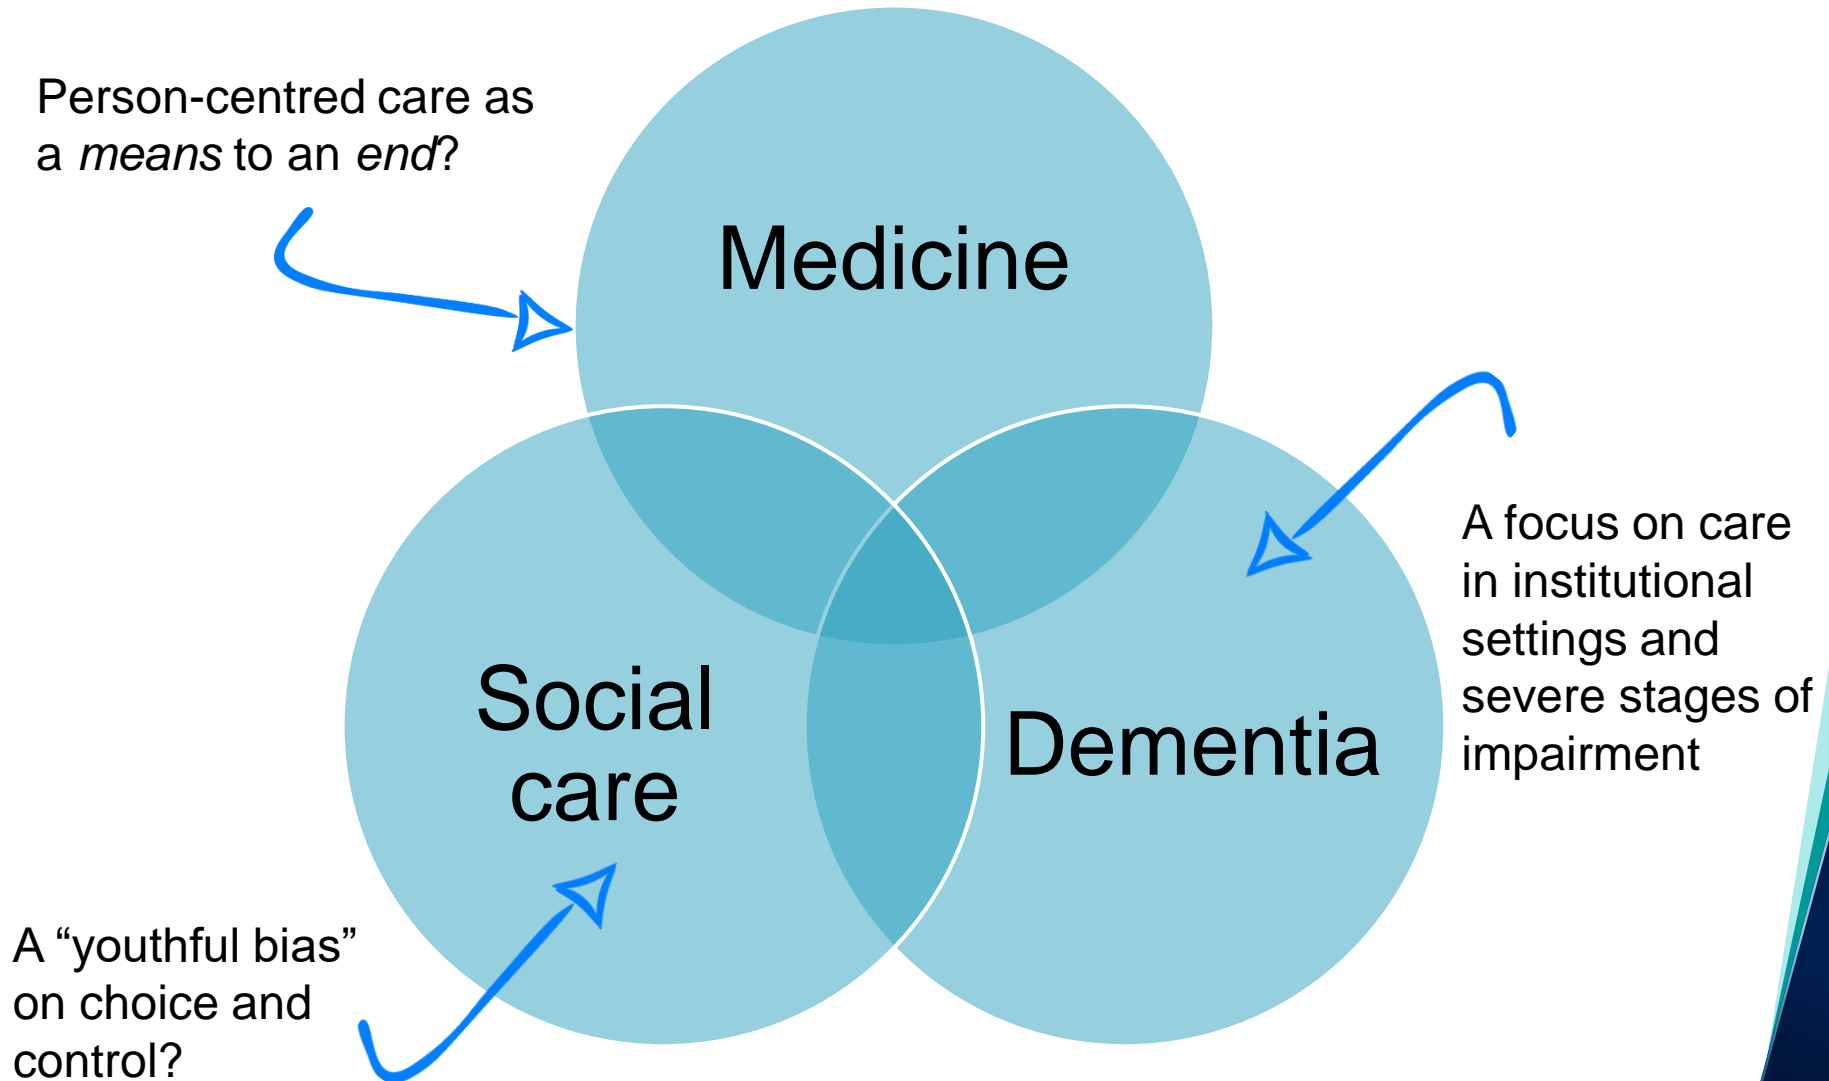 Person-centred care as
a means to an end?
Medicine
A focus on care
in institutional
settings and
severe stages of
impairment
Social
care
Dementia
A “youthful bias”
on choice and
control?